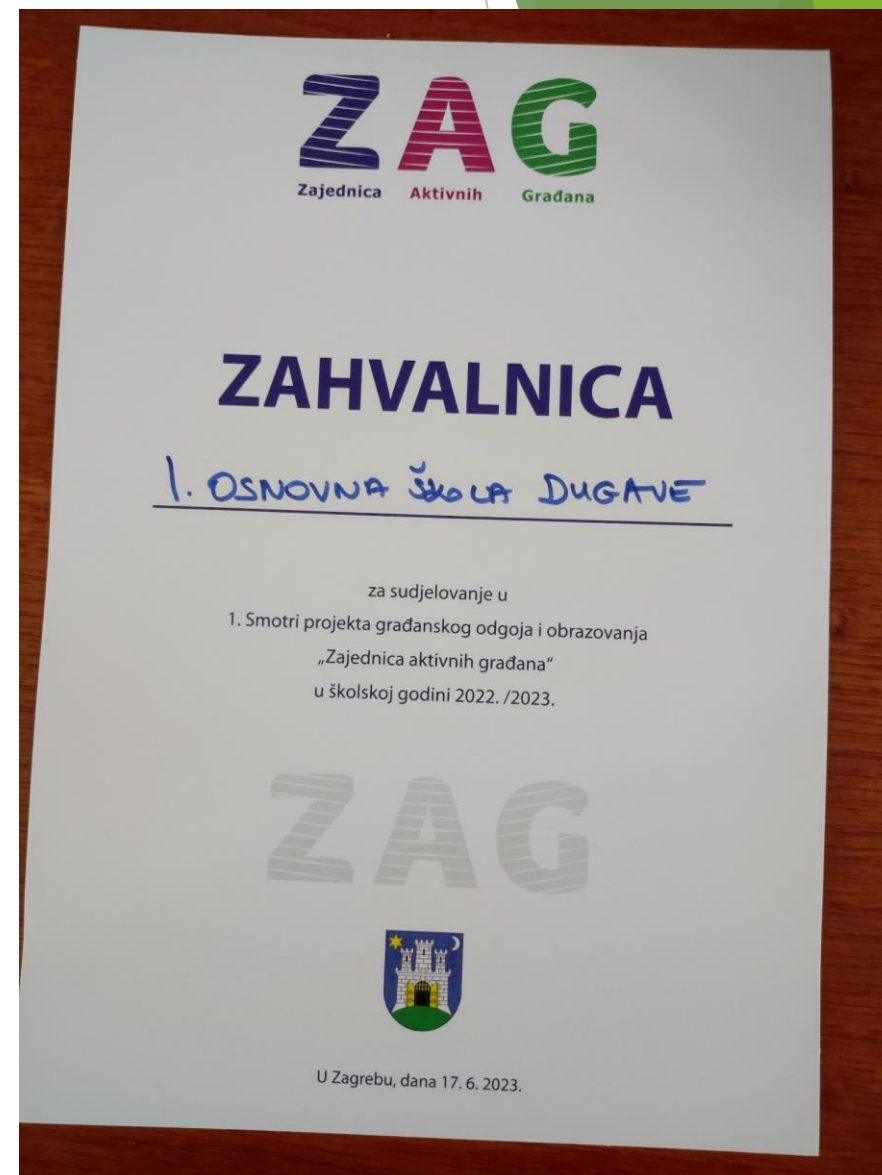 ZAG
Zajednica Aktivnih Građana
ZAHVALNICA
1. OSNOVNA ŠKOLA DUGAVE
za sudjelovanje u
1. Smotri projekta građanskog odgoja i obrazovanja
„Zajednica aktivnih građana“
u školskoj godini 2022. /2023.
ZAG
U Zagrebu, dana 17. 6. 2023.